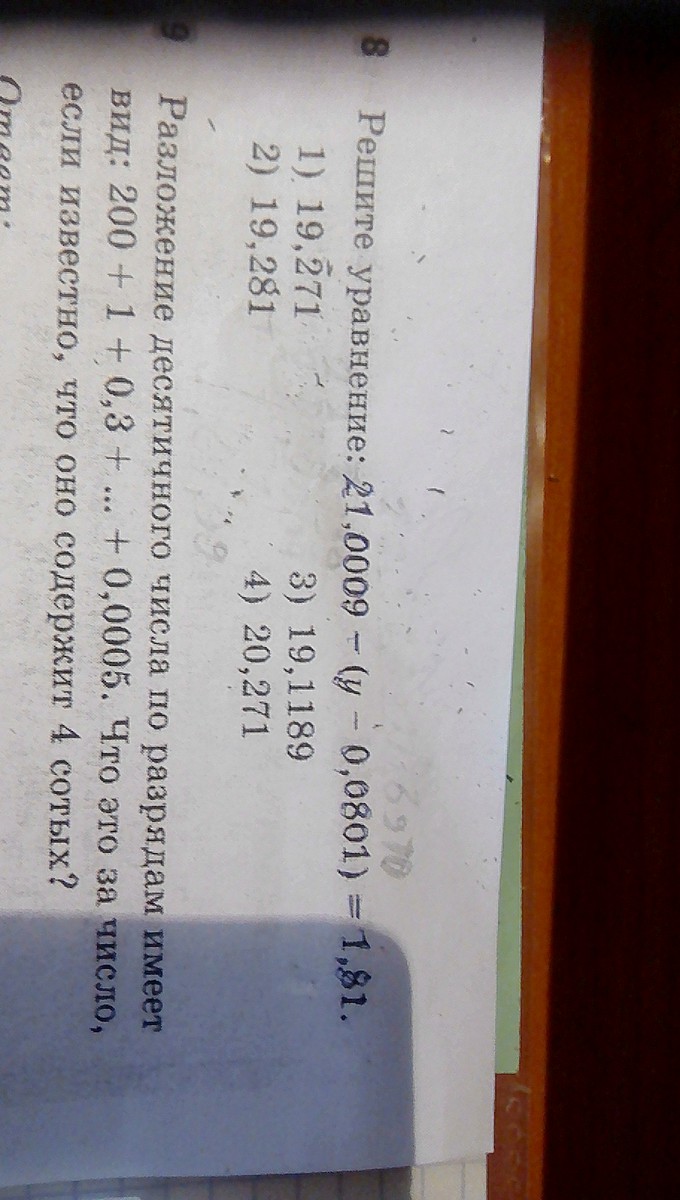 8 Решите уравнение: 21,0009 − (y − 0,0801) = 1,81.
1) 19,271 3) 19,1189
2) 19,281 4) 20,271
9 Разложение десятичного числа по разрядам имеет
вид: 200 + 1 + 0,3 + ... + 0,0005. Что это за число,
если известно, что оно содержит 4 сотых?
Ответ: